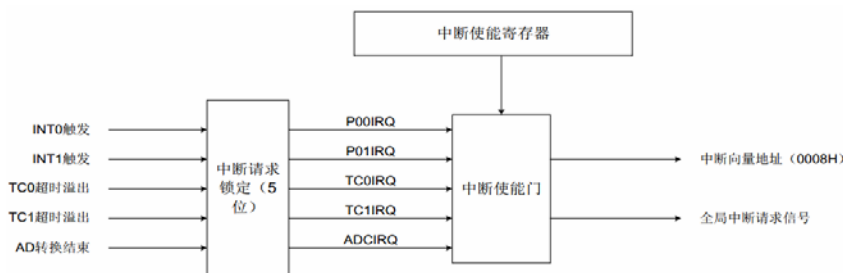 中断使能寄存器
INT0触发
INT1触发
TC0超时溢出
TC1超时溢出
AD转换结束
中断请求
锁定（5
位）
P00IRQ
P01IRQ
TC0IRQ
TC1IRQ
ADCIRQ
中断使能门
中断向量地址（0008H）
全局中断请求信号